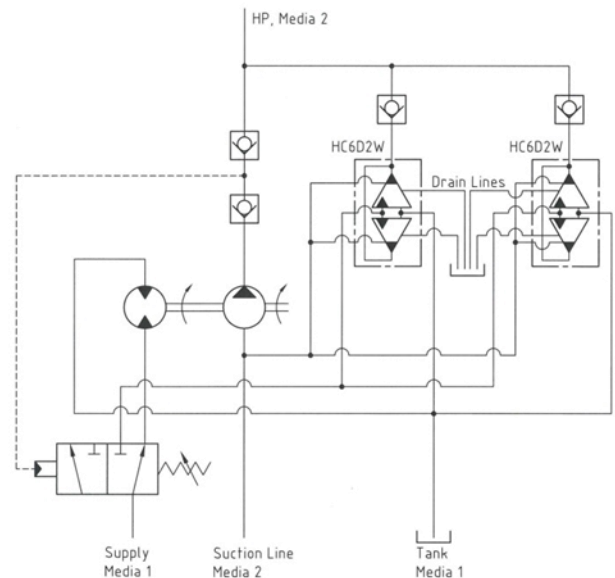 HP, Media 2
HC6D2W
HC6D2W
Drain Lines
Supply
Media 1
Suction Line
Media 2
Tank
Media 1